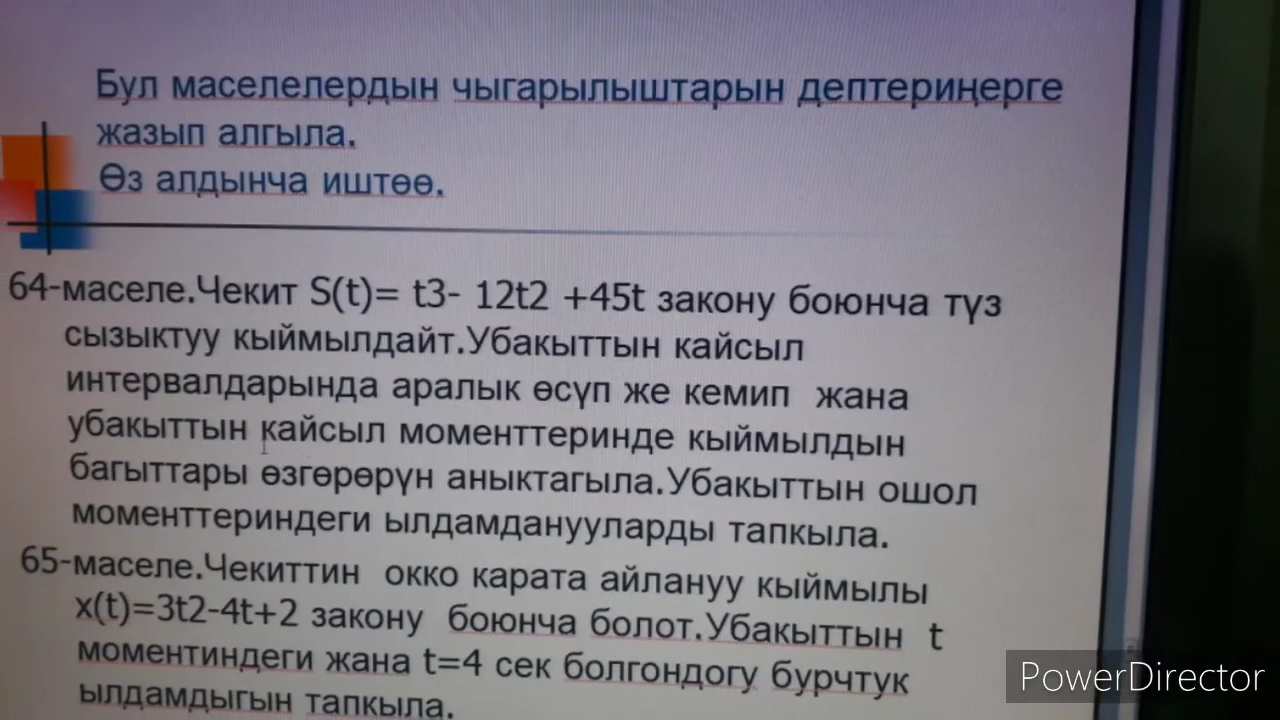 Бул маселелердын чыгарылыштарын дептериңерге
жазып алгыла.
Өз алдынча иштөө.
64-маселе.Чекит S(t)= t3- 12t2 +45t закону боюнча түз
сызыктуу кыймылдайт.Убакыттын кайсыл
интервалдарында аралык өсүп же кемип жана
убакыттын кайсыл моменттеринде кыймылдын
багыттары өзгөрөрүн аныктагыла.Убакыттын ошол
моменттериндеги ылдамдануулар​ды тапкыла.
65-маселе.Чекиттин окко карата айлануу кыймылы
x(t)=3t2-4t+2 закону боюнча болот.Убакыттын t
моментиндеги жана t=4 сек болгондогу бурчтук
ылдамдыгын тапкыла.
PowerDirector